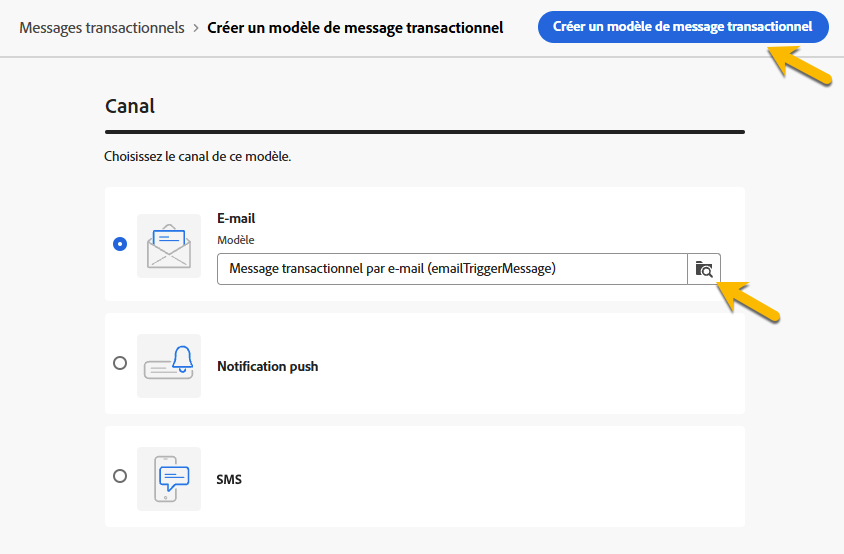 Messages transactionnels > Créer un modèle de message transactionnel
Créer un modèle de message transactionnel
Canal
Choisissez le canal de ce modèle.
E-mail
Modèle
Message transactionnel par e-mail (emailTriggerMessage)
Notification push
SMS